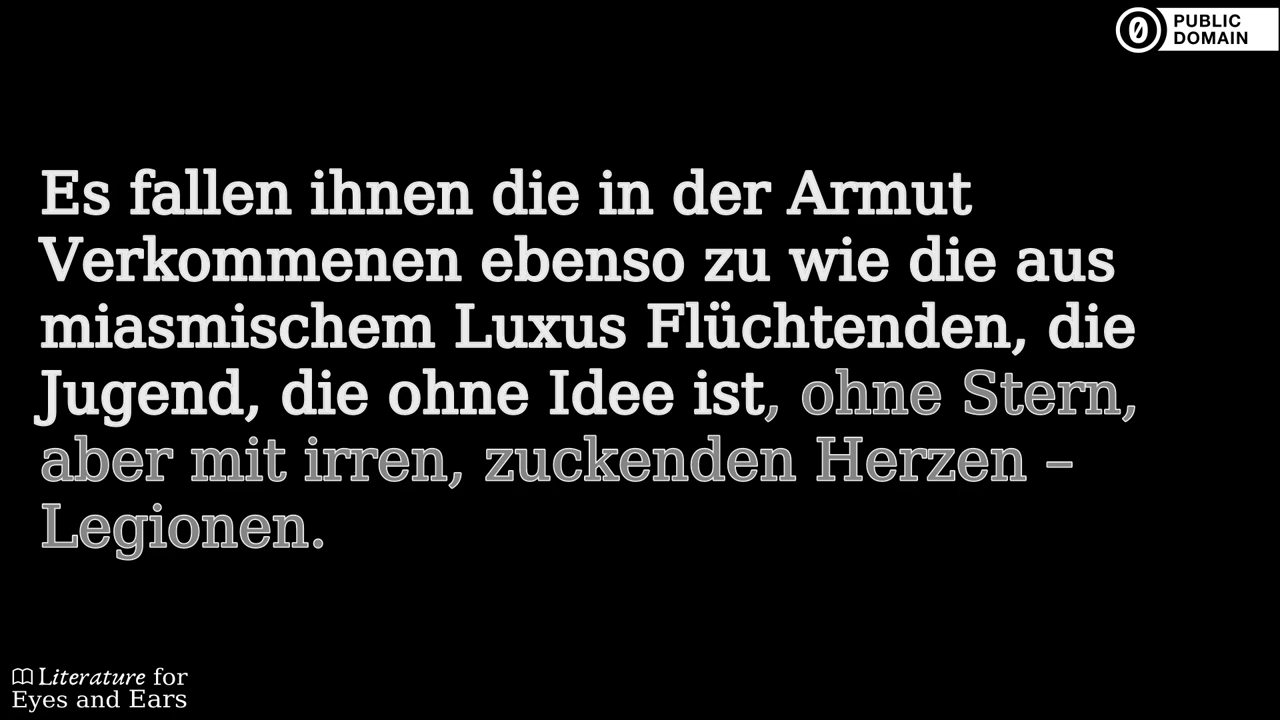 PUBLIC
DOMAIN
Es fallen ihnen die in der Armut
Verkommenen ebenso zu wie die aus
miasmischem Luxus Flüchtenden, die
Jugend, die ohne Idee ist, ohne Stern,
aber mit irren, zuckenden Herzen –
Legionen.
Literature for
Eyes and Ears